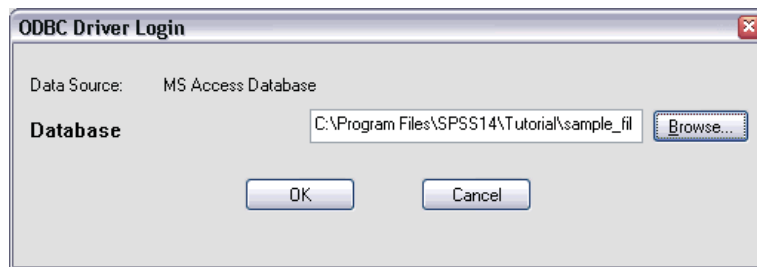 ODBC Driver Login
Data Source: MS Access Database
Database C:\Program Files\SPSS14\Tutorial\sample_fil Browse...
OK Cancel